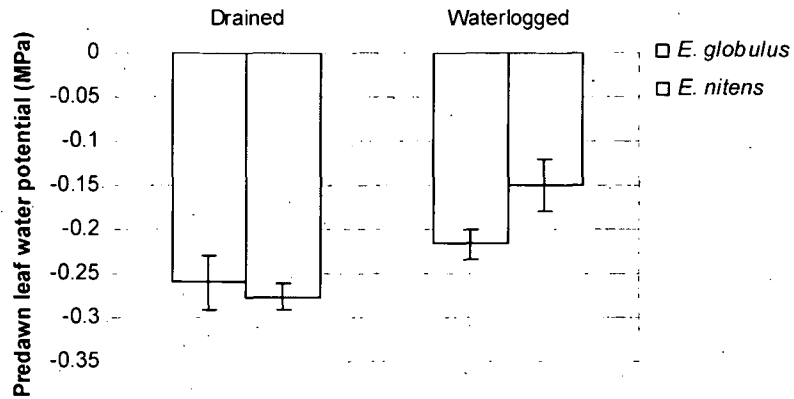 Drained Waterlogged
Predawn leaf water potential (MPa)
0
-0.05
-0.1
-0.15
-0.2
-0.25
-0.3
-0.35
E. globulus
E. nitens